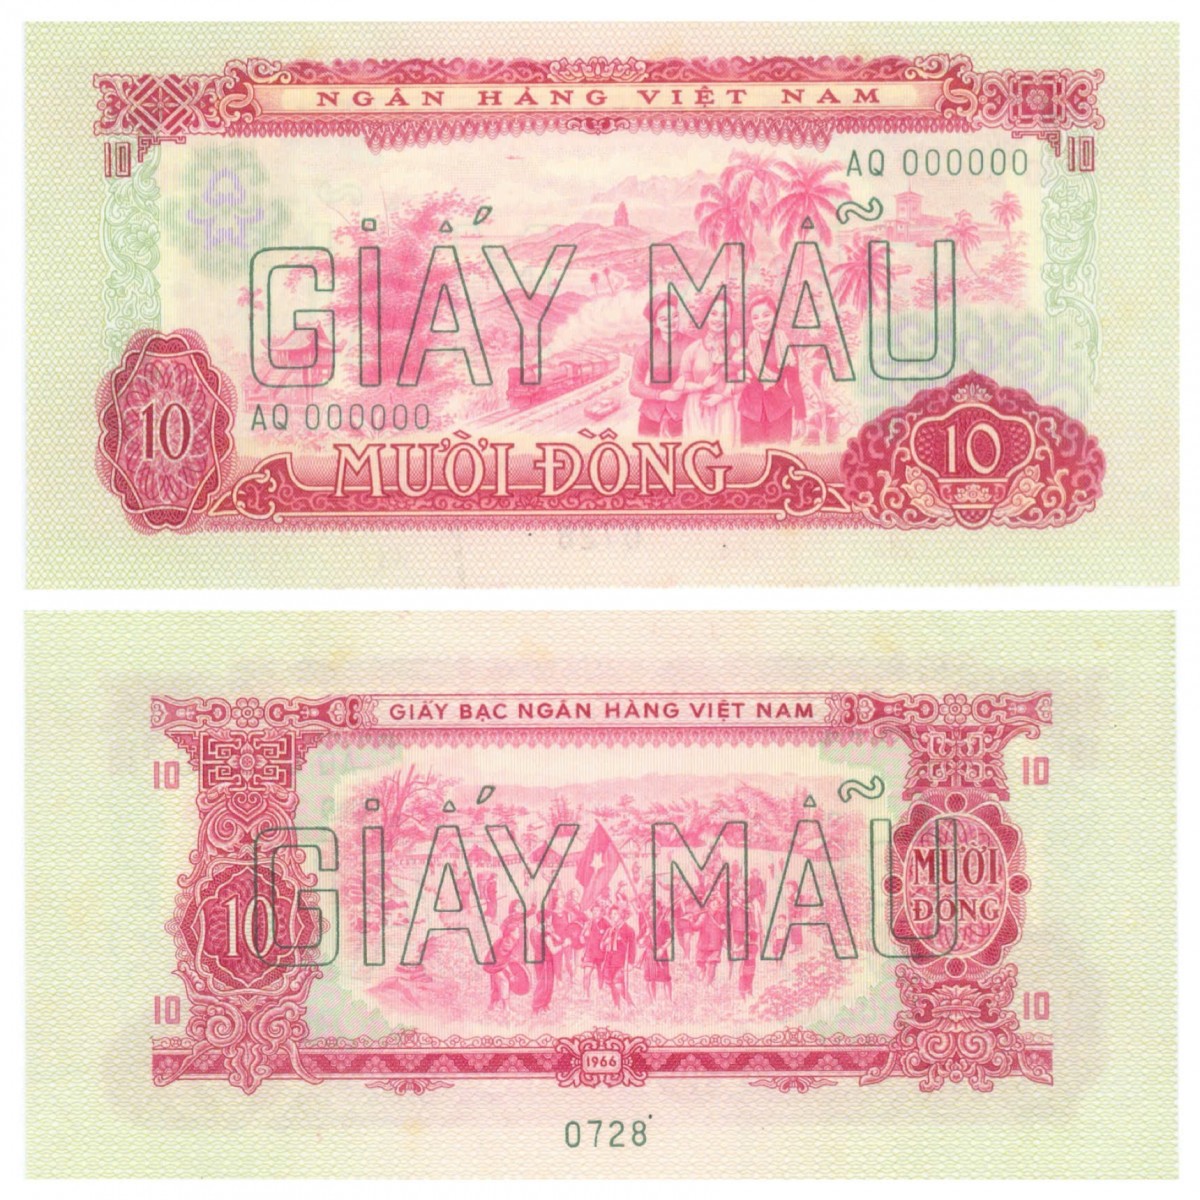 NGÂN HÀNG VIỆT NAM
10
10
AQ 000000
GIẤY MẪU
10
AQ 000000
10
MƯỜI ĐỒNG
GIẤY BẠC NGÂN HÀNG VIỆT NAM
10
10
GIẤY MẪU
10
MƯỜI
ĐỒNG
10
10
1966
0728